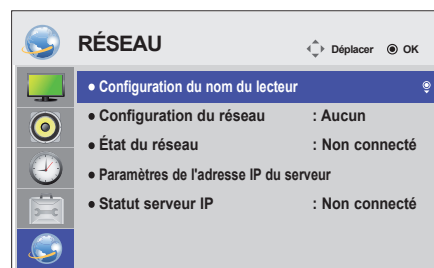 RÉSEAU
Déplacer OK
• Configuration du nom du lecteur
• Configuration du réseau : Aucun
• État du réseau : Non connecté
• Paramètres de l'adresse IP du serveur
• Statut serveur IP : Non connecté